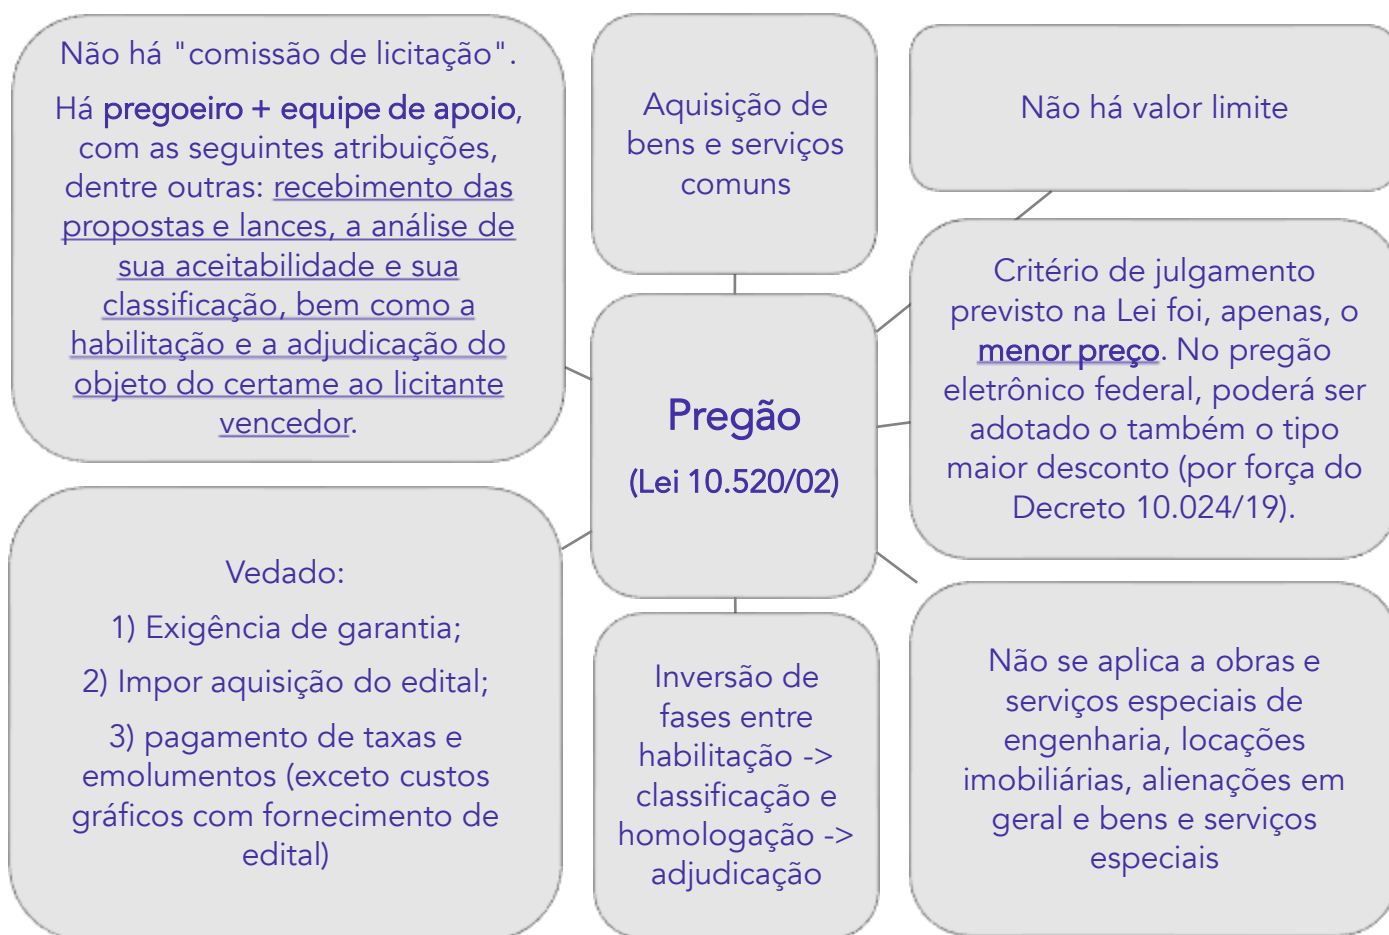 Não há "comissão de licitação".
Há pregoeiro + equipe de apoio,
com as seguintes atribuições,
dentre outras: recebimento das
propostas e lances, a análise de
sua aceitabilidade e sua
classificação, bem como a
habilitação e a adjudicação do
objeto do certame ao licitante
vencedor.
Aquisição de
bens e serviços
comuns
Não há valor limite
Critério de julgamento
previsto na Lei foi, apenas, o
menor preço. No pregão
eletrônico federal, poderá ser
adotado o também o tipo
maior desconto (por força do
Decreto 10.024/19).
Pregão
(Lei 10.520/02)
Vedado:
1) Exigência de garantia;
2) Impor aquisição do edital;
3) pagamento de taxas e
emolumentos (exceto custos
gráficos com fornecimento de
edital)
Inversão de
fases entre
habilitação ->
classificação e
homologação ->
adjudicação
Não se aplica a obras e
serviços especiais de
engenharia, locações
imobiliárias, alienações em
geral e bens e serviços
especiais